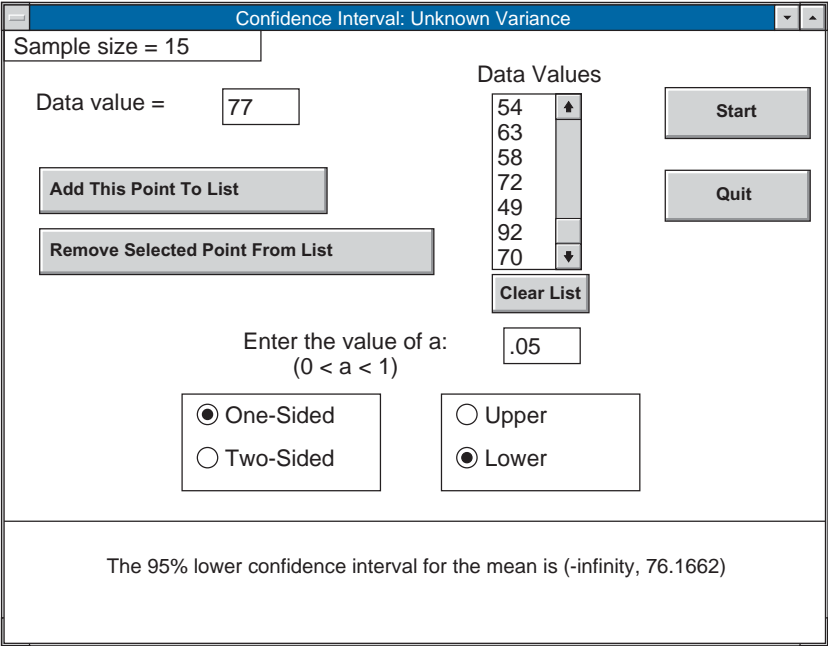 Confidence Interval: Unknown Variance
Sample size = 15
Data Values
Data value =
77
54
63
58
72
49
92
70
Start
Add This Point To List
Quit
Remove Selected Point From List
Clear List
Enter the value of a:
(0 < a < 1)
.05
One-Sided
Two-Sided
Upper
Lower
The 95% lower confidence interval for the mean is (-infinity, 76.1662)